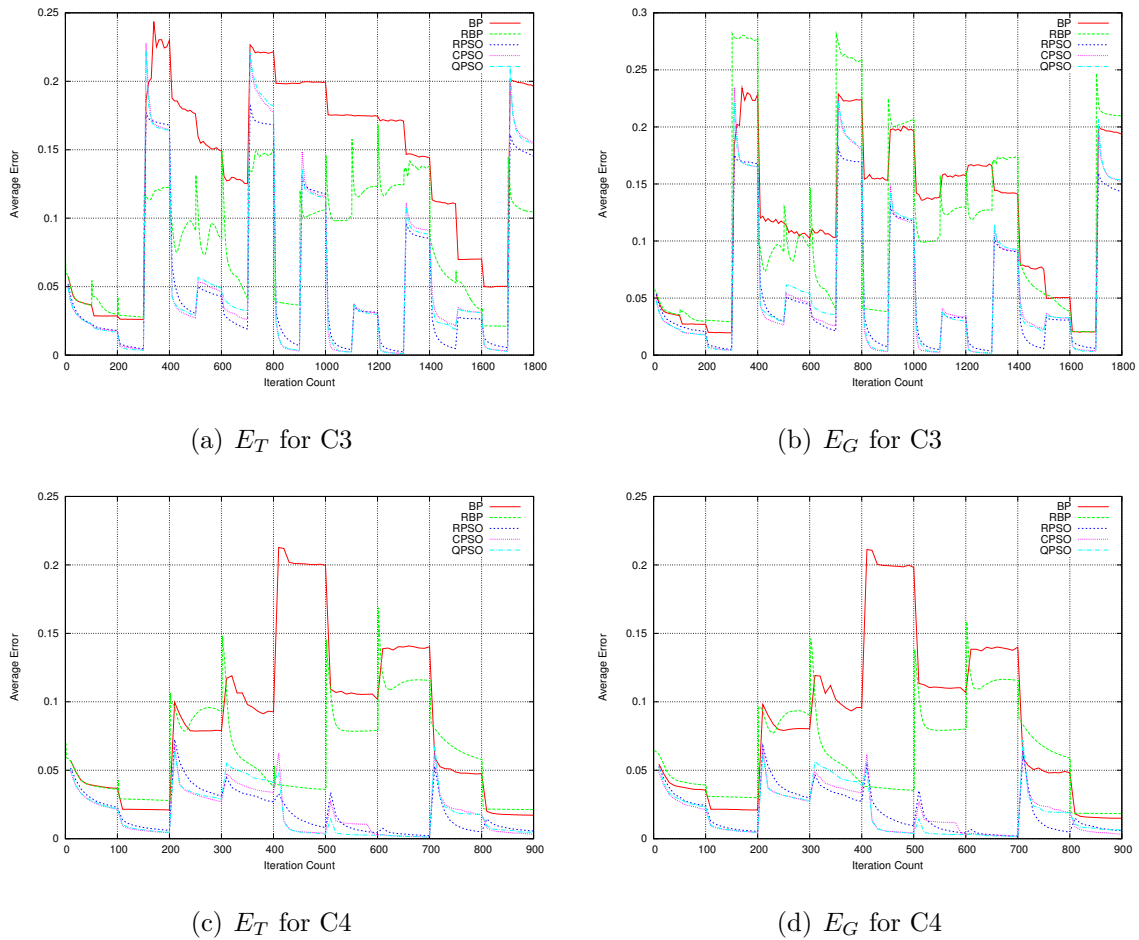 0.25
0.2
0.15
0.1
0.05
0
Average Error
BP
RBP
RPSO
CPSO
QPSO
0 200 400 600 800 1000 1200 1400 1600 1800
Iteration Count
(a) E_T for C3
0.3
0.25
0.2
0.15
0.1
0.05
0
Average Error
BP
RBP
RPSO
CPSO
QPSO
0 200 400 600 800 1000 1200 1400 1600 1800
Iteration Count
(b) E_G for C3
0.25
0.2
0.15
0.1
0.05
0
Average Error
BP
RBP
RPSO
CPSO
QPSO
0 100 200 300 400 500 600 700 800 900
Iteration Count
(c) E_T for C4
0.25
0.2
0.15
0.1
0.05
0
Average Error
BP
RBP
RPSO
CPSO
QPSO
0 100 200 300 400 500 600 700 800 900
Iteration Count
(d) E_G for C4